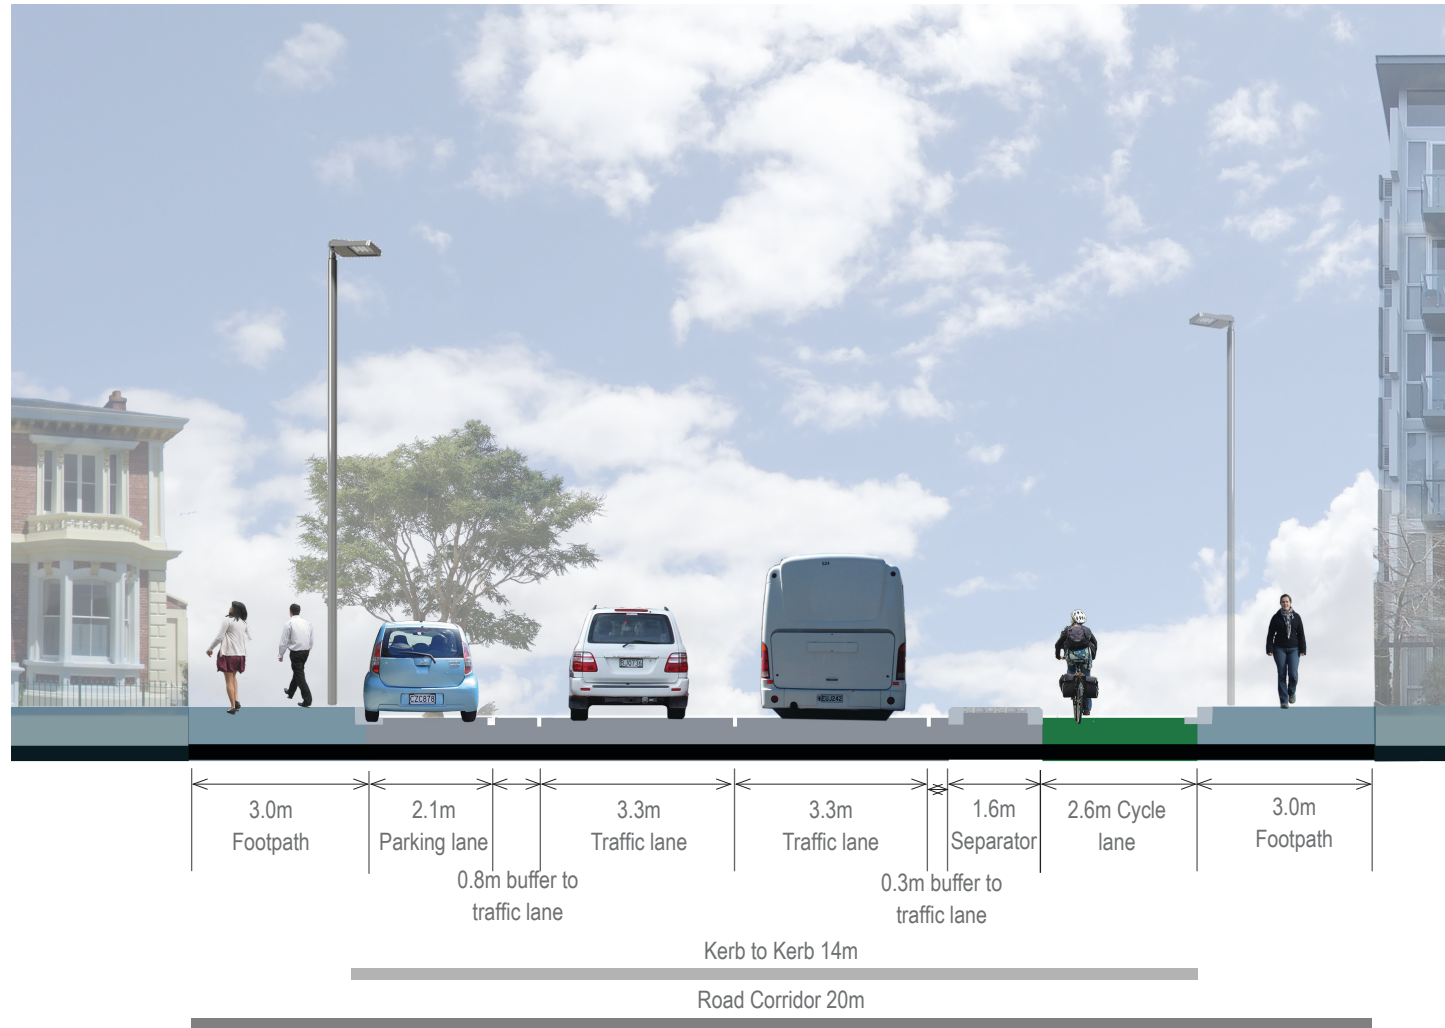 3.0m
Footpath
2.1m
Parking lane
0.8m buffer to
traffic lane
3.3m
Traffic lane
3.3m
Traffic lane
0.3m buffer to
traffic lane
1.6m
Separator
2.6m Cycle
lane
3.0m
Footpath
Kerb to Kerb 14m
Road Corridor 20m